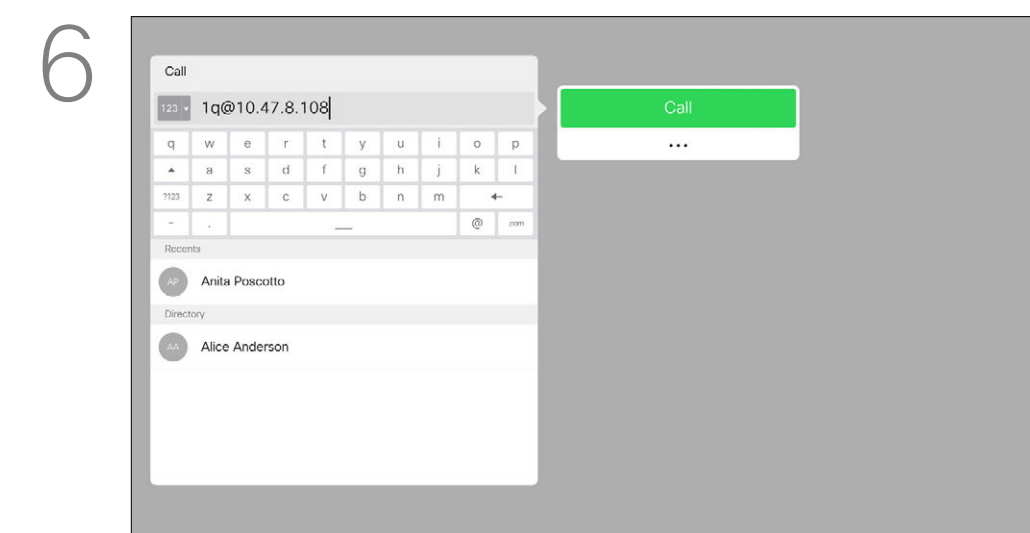 6
Call
123 1q@10.47.8.108
Call
...
q w e r t y u i o p
a s d f g h j k l
?123 z x c v b n m
- . @ .com
Recents
AP Anita Poscotto
Directory
AA Alice Anderson